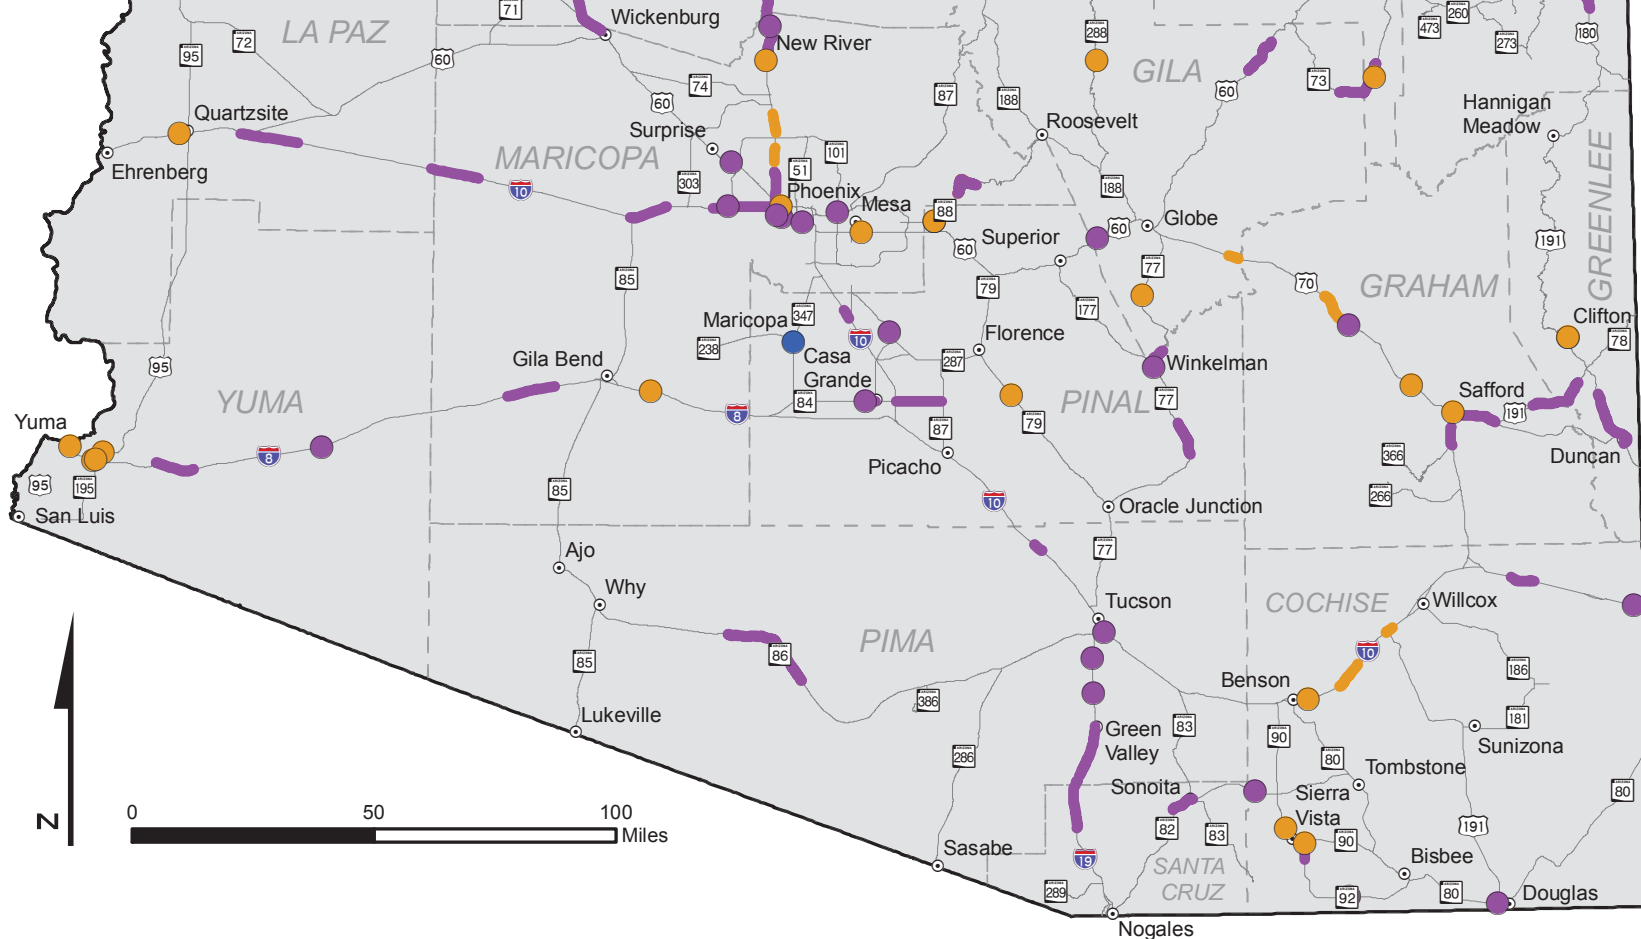 71
Wickenburg
LA PAZ
95
72
60
New River
74
60
87
188
288
GILA
60
73
473
260
273
180
Hannigan
Meadow
Quartzsite
Ehrenberg
Surprise
MARICOPA
10
303
51
101
Phoenix
Mesa
88
Roosevelt
188
60
Globe
Superior
60
77
191
GREENLEE
85
79
177
70
GRAHAM
Maricopa
347
238
10
Casa
Grande
Florence
287
Winkelman
Clifton
78
95
Gila Bend
YUMA
84
8
PINAL
77
79
87
Safford
191
Yuma
8
95
195
San Luis
Picacho
366
266
Duncan
85
10
Oracle Junction
Ajo
77
Why
Tucson
COCHISE
Willcox
PIMA
86
85
10
186
Benson
386
Lukeville
Green
Valley
83
90
181
Sunizona
286
80
Tombstone
Sonoita
Sierra
Vista
80
N
0
50
100
Miles
82
83
90
191
Sasabe
19
SANTA
CRUZ
Bisbee
289
92
80
Douglas
Nogales